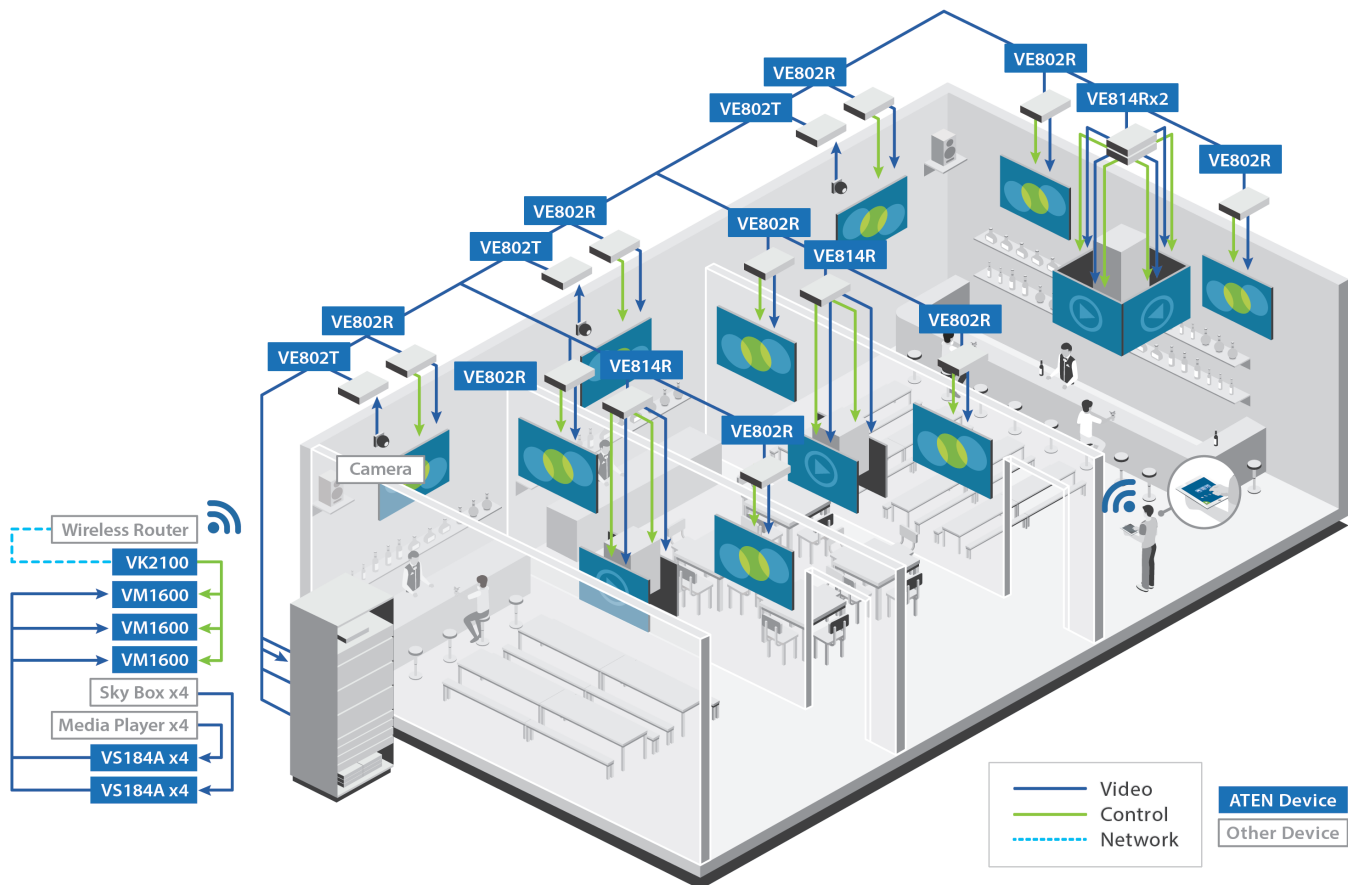 VE802R
VE802R
VE802T
VE814Rx2
VE802R
VE802R
VE802R
VE802T
VE814R
VE802R
VE802R
VE802T
VE814R
VE802R
VE802R
Camera
Wireless Router
VK2100
VM1600
VM1600
VM1600
Sky Box x4
Media Player x4
VS184A x4
VS184A x4
Video
Control
Network
ATEN Device
Other Device